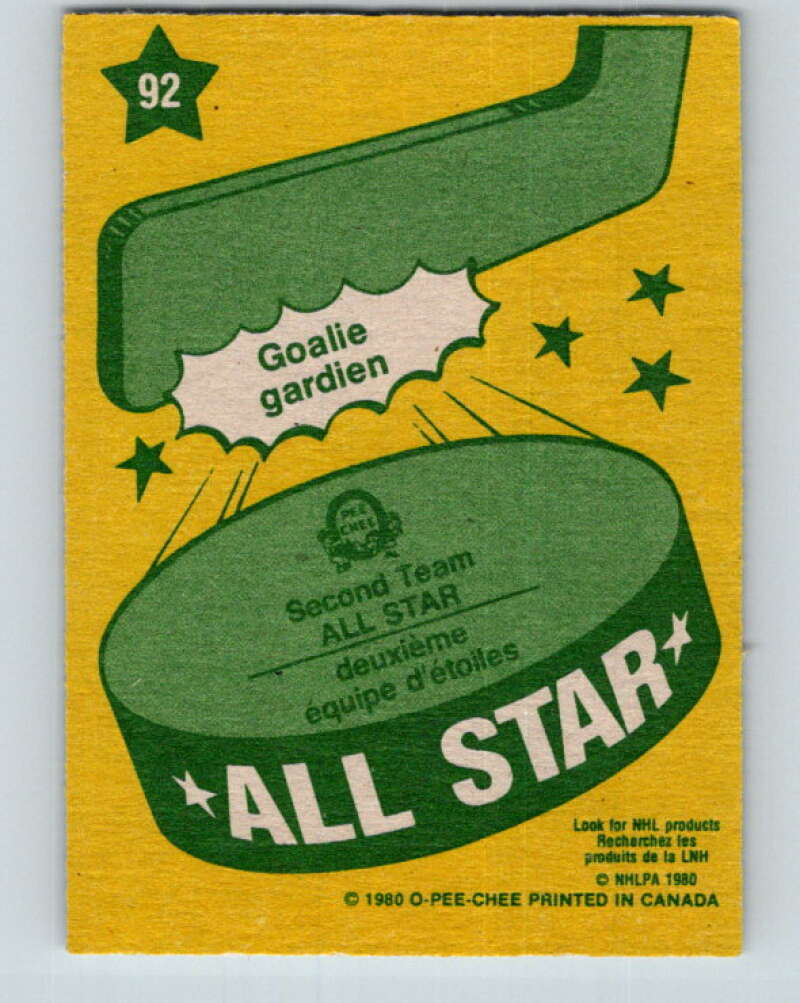 92
Goalie
gardien
PEE
CHEE
Second Team
ALL STAR
deuxième
équipe d'étoiles
ALL STAR
Look for NHL products
Recherchez les
produits de la LNH
© NHLPA 1980
© 1980 O-PEE-CHEE PRINTED IN CANADA